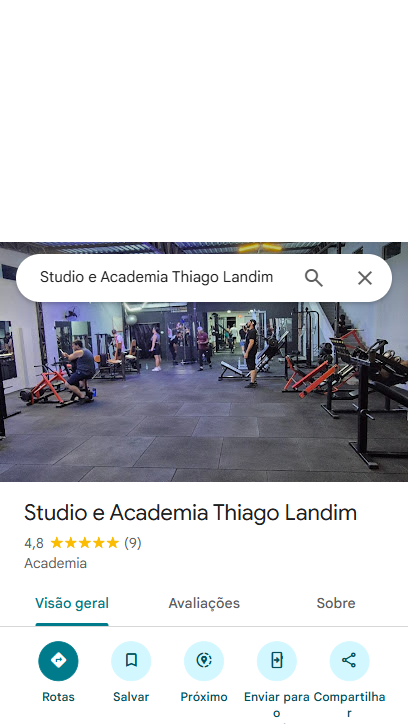 Studio e Academia Thiago Landim
Studio e Academia Thiago Landim
4,8 (9)
Academia
Visão geral Avaliações Sobre
Rotas Salvar Próximo Enviar para Compartilha
o r